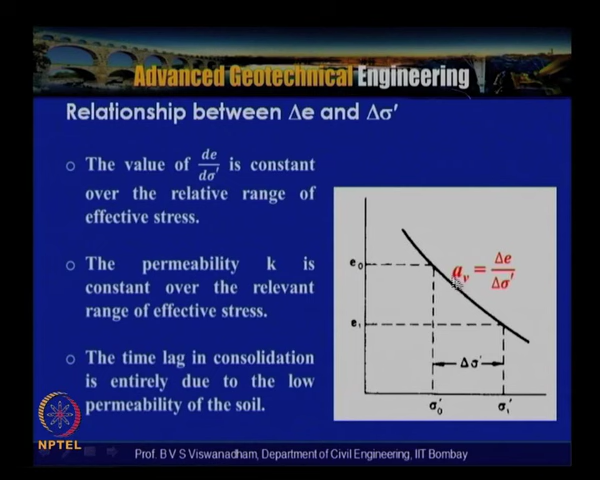 Advanced Geotechnical Engineering
Relationship between Δe and Δσ′
○ The value of de/dσ′ is constant
over the relative range of
effective stress.
○ The permeability k is
constant over the relevant
range of effective stress.
○ The time lag in consolidation
is entirely due to the low
permeability of the soil.
e₀
aᵥ = Δe/Δσ′
e₁
Δσ′
σ′₀ σ′₁
NPTEL
Prof. B V S Viswanadham, Department of Civil Engineering, IIT Bombay